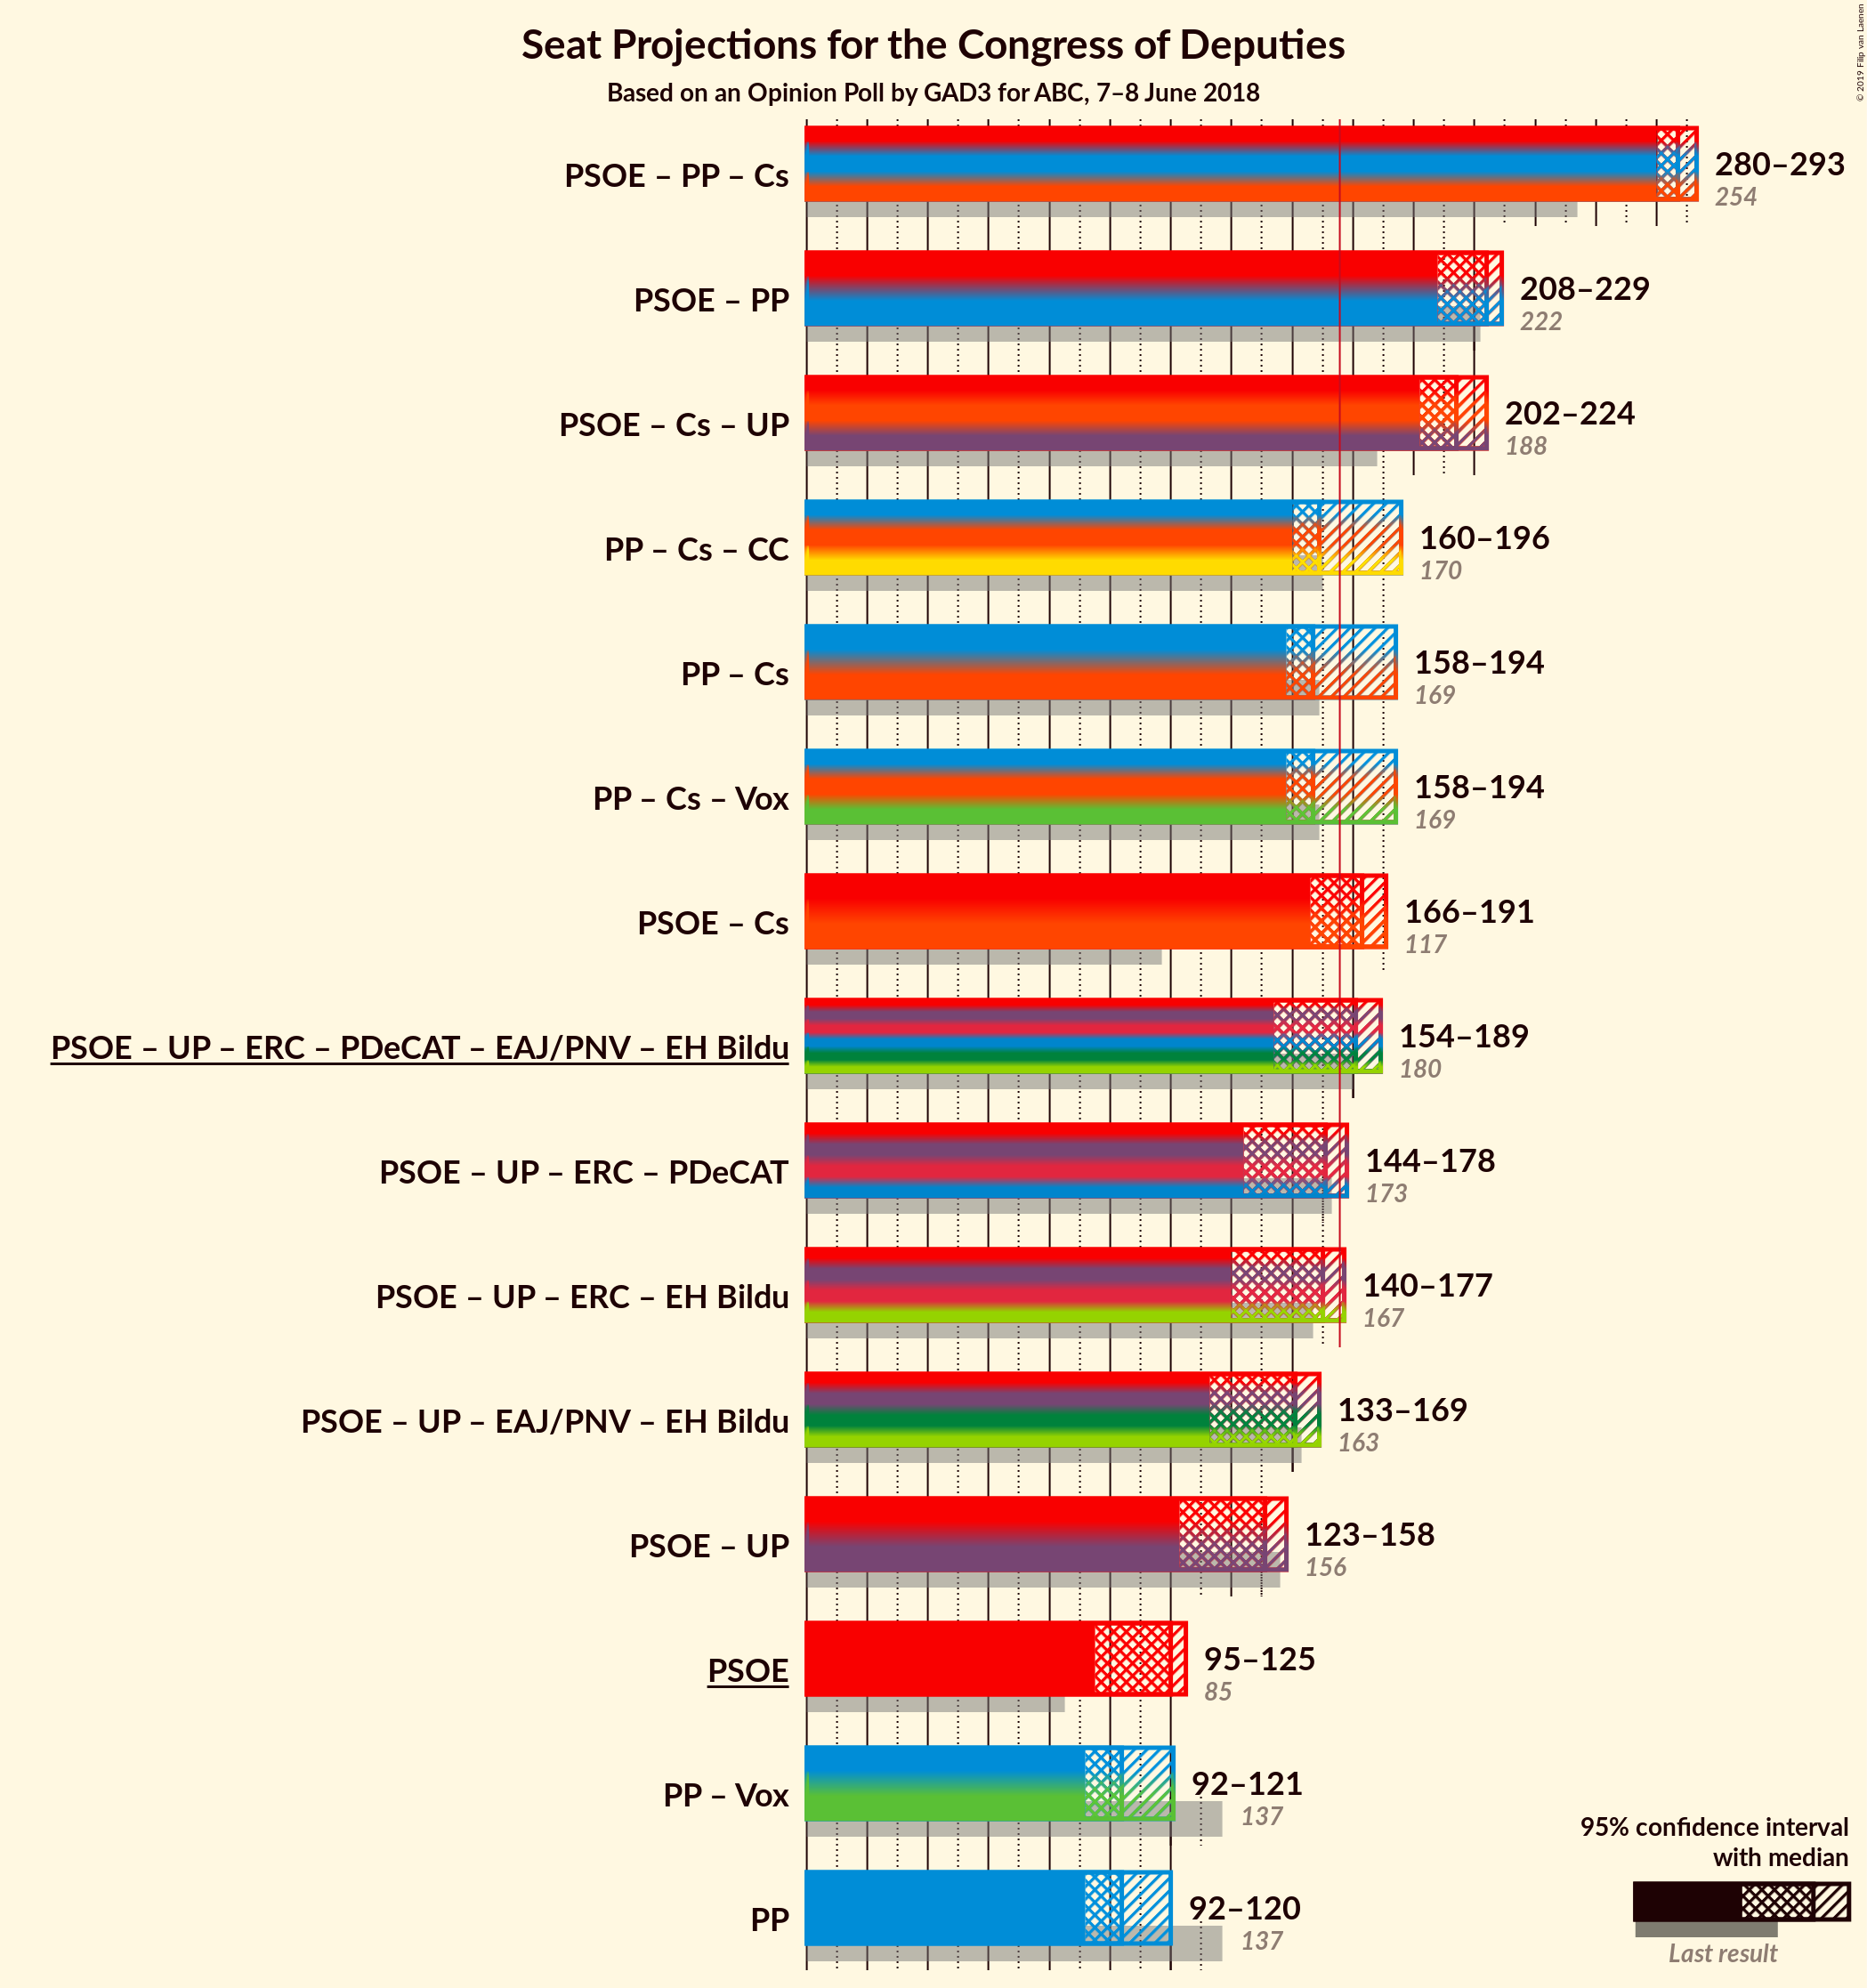 Seat Projections for the Congress of Deputies
Based on an Opinion Poll by GAD3 for ABC, 7–8 June 2018
© 2019 Filip van Laenen
PSOE – PP – Cs
280–293
254
PSOE – PP
208–229
222
PSOE – Cs – UP
202–224
188
PP – Cs – CC
160–196
170
PP – Cs
158–194
169
PP – Cs – Vox
158–194
169
PSOE – Cs
166–191
117
PSOE – UP – ERC – PDeCAT – EAJ/PNV – EH Bildu
154–189
180
PSOE – UP – ERC – PDeCAT
144–178
173
PSOE – UP – ERC – EH Bildu
140–177
167
PSOE – UP – EAJ/PNV – EH Bildu
133–169
163
PSOE – UP
123–158
156
PSOE
95–125
85
PP – Vox
92–121
137
PP
92–120
137
95% confidence interval
with median
Last result